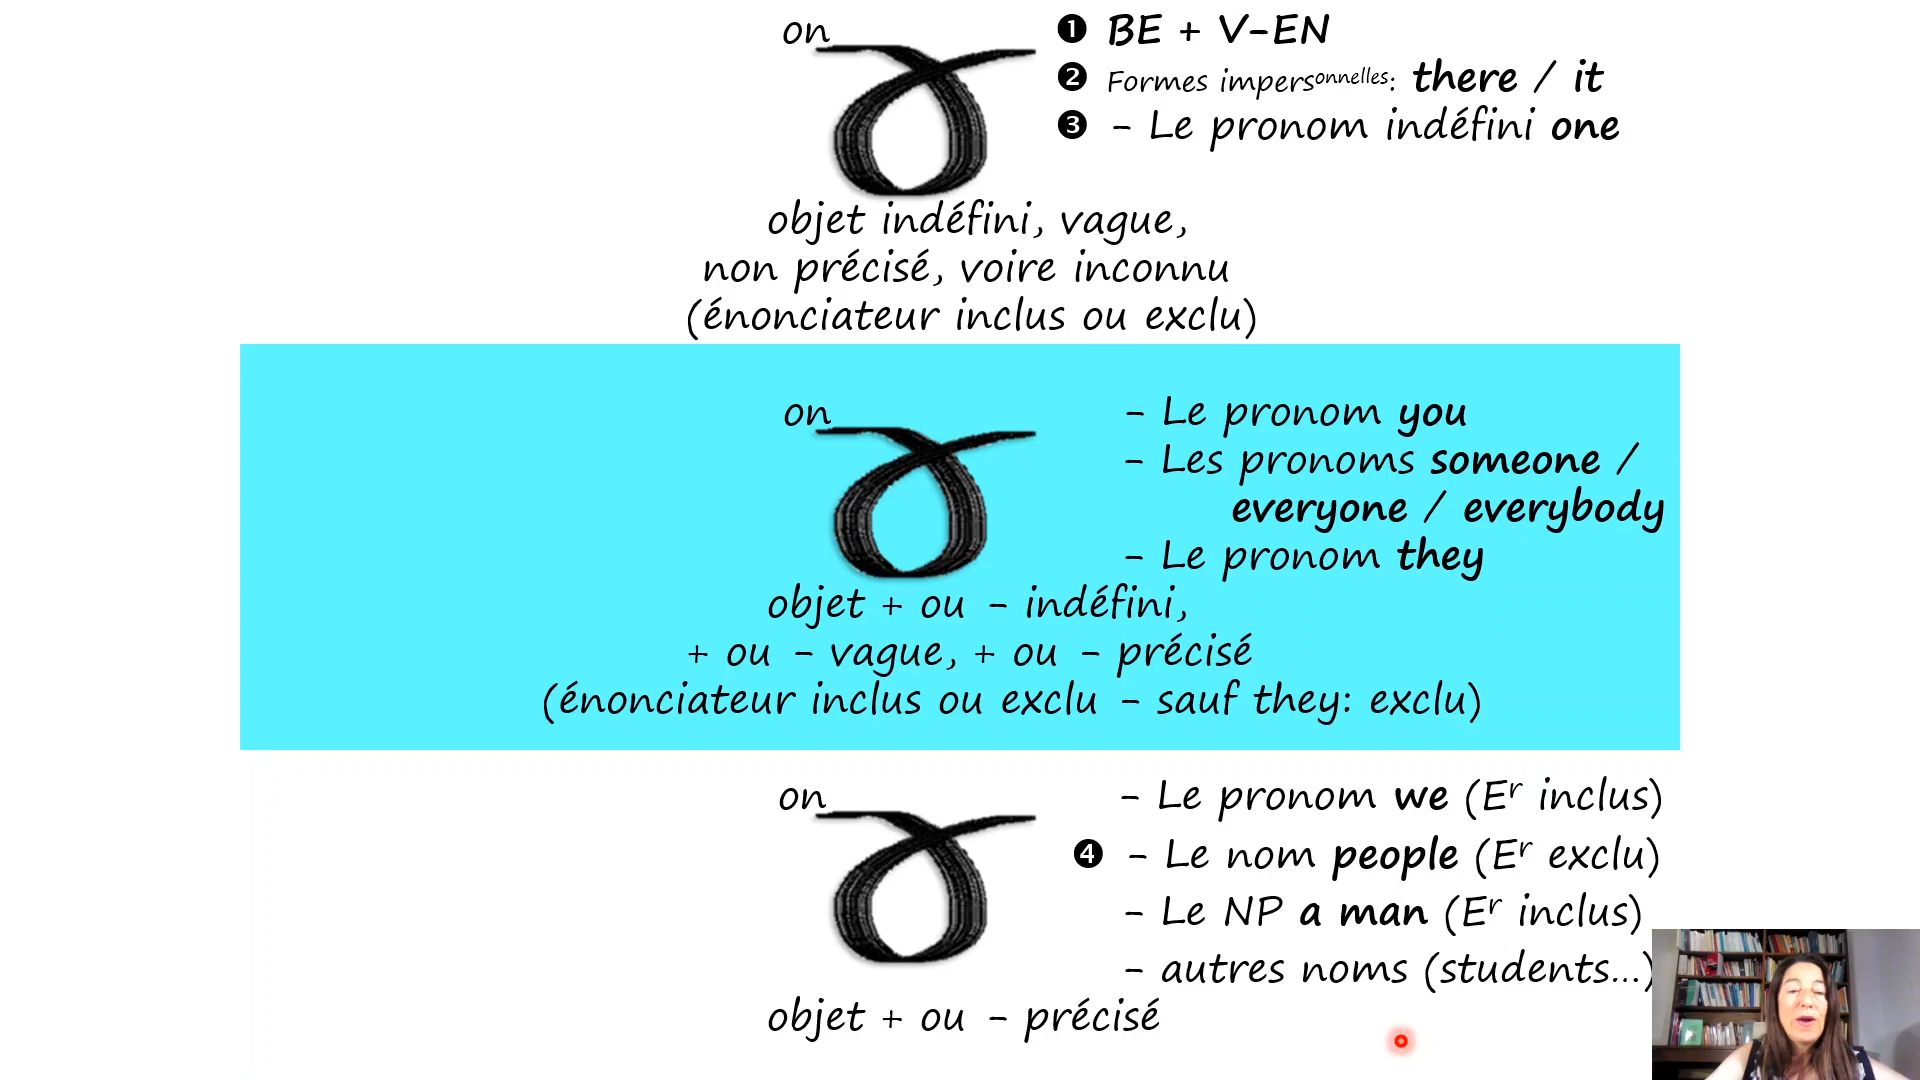 on
❶ BE + V-EN
❷ Formes impersonnelles: there / it
❸ - Le pronom indéfini one
objet indéfini, vague,
non précisé, voire inconnu
(énonciateur inclus ou exclu)
on
- Le pronom you
- Les pronoms someone /
everyone / everybody
- Le pronom they
objet + ou - indéfini,
+ ou - vague, + ou - précisé
(énonciateur inclus ou exclu - sauf they: exclu)
on
- Le pronom we (Er inclus)
❹ - Le nom people (Er exclu)
- Le NP a man (Er inclus)
- autres noms (students...)
objet + ou - précisé